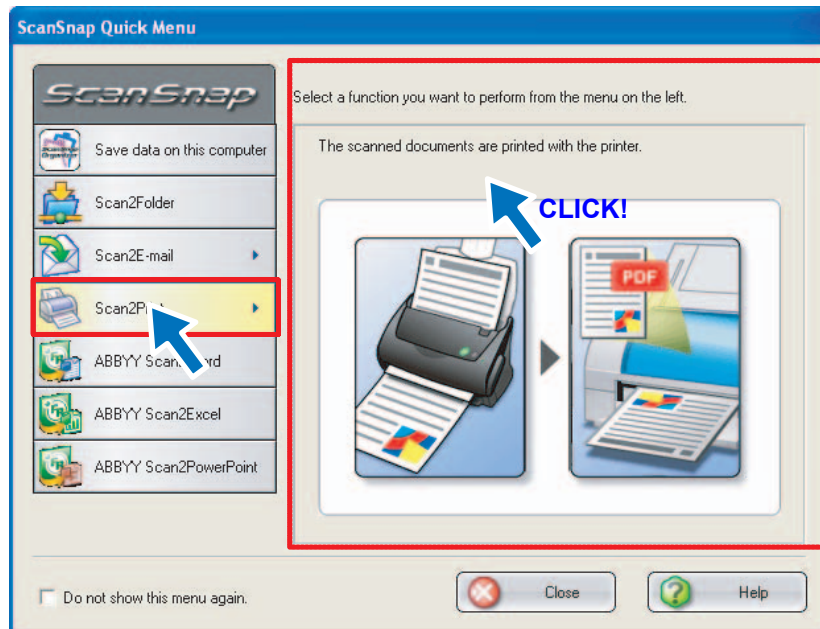 ScanSnap Quick Menu
ScanSnap
Select a function you want to perform from the menu on the left.
Save data on this computer
The scanned documents are printed with the printer.
Scan2Folder
CLICK!
Scan2E-mail
PDF
ABBYY
ABBYY Scan2Excel
ABBYY Scan2PowerPoint
Do not show this menu again.
Close
Help